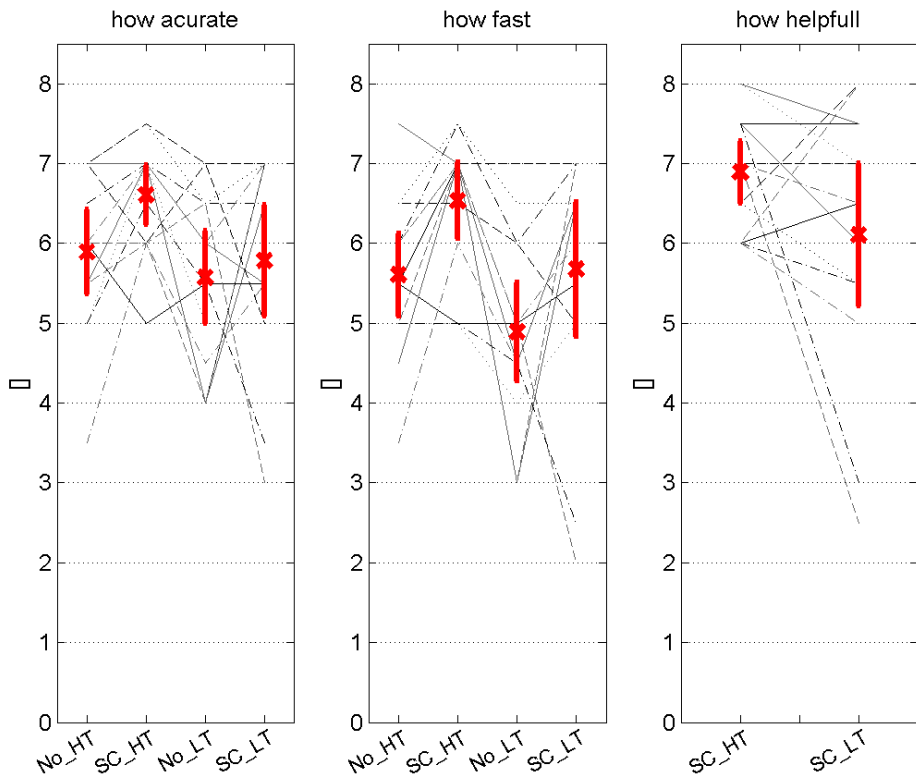 how acurate
how fast
how helpfull
8
7
6
5
4
3
2
1
0
[]
No_HT
SC_HT
No_LT
SC_LT
8
7
6
5
4
3
2
1
0
[]
No_HT
SC_HT
No_LT
SC_LT
8
7
6
5
4
3
2
1
0
[]
SC_HT
SC_LT